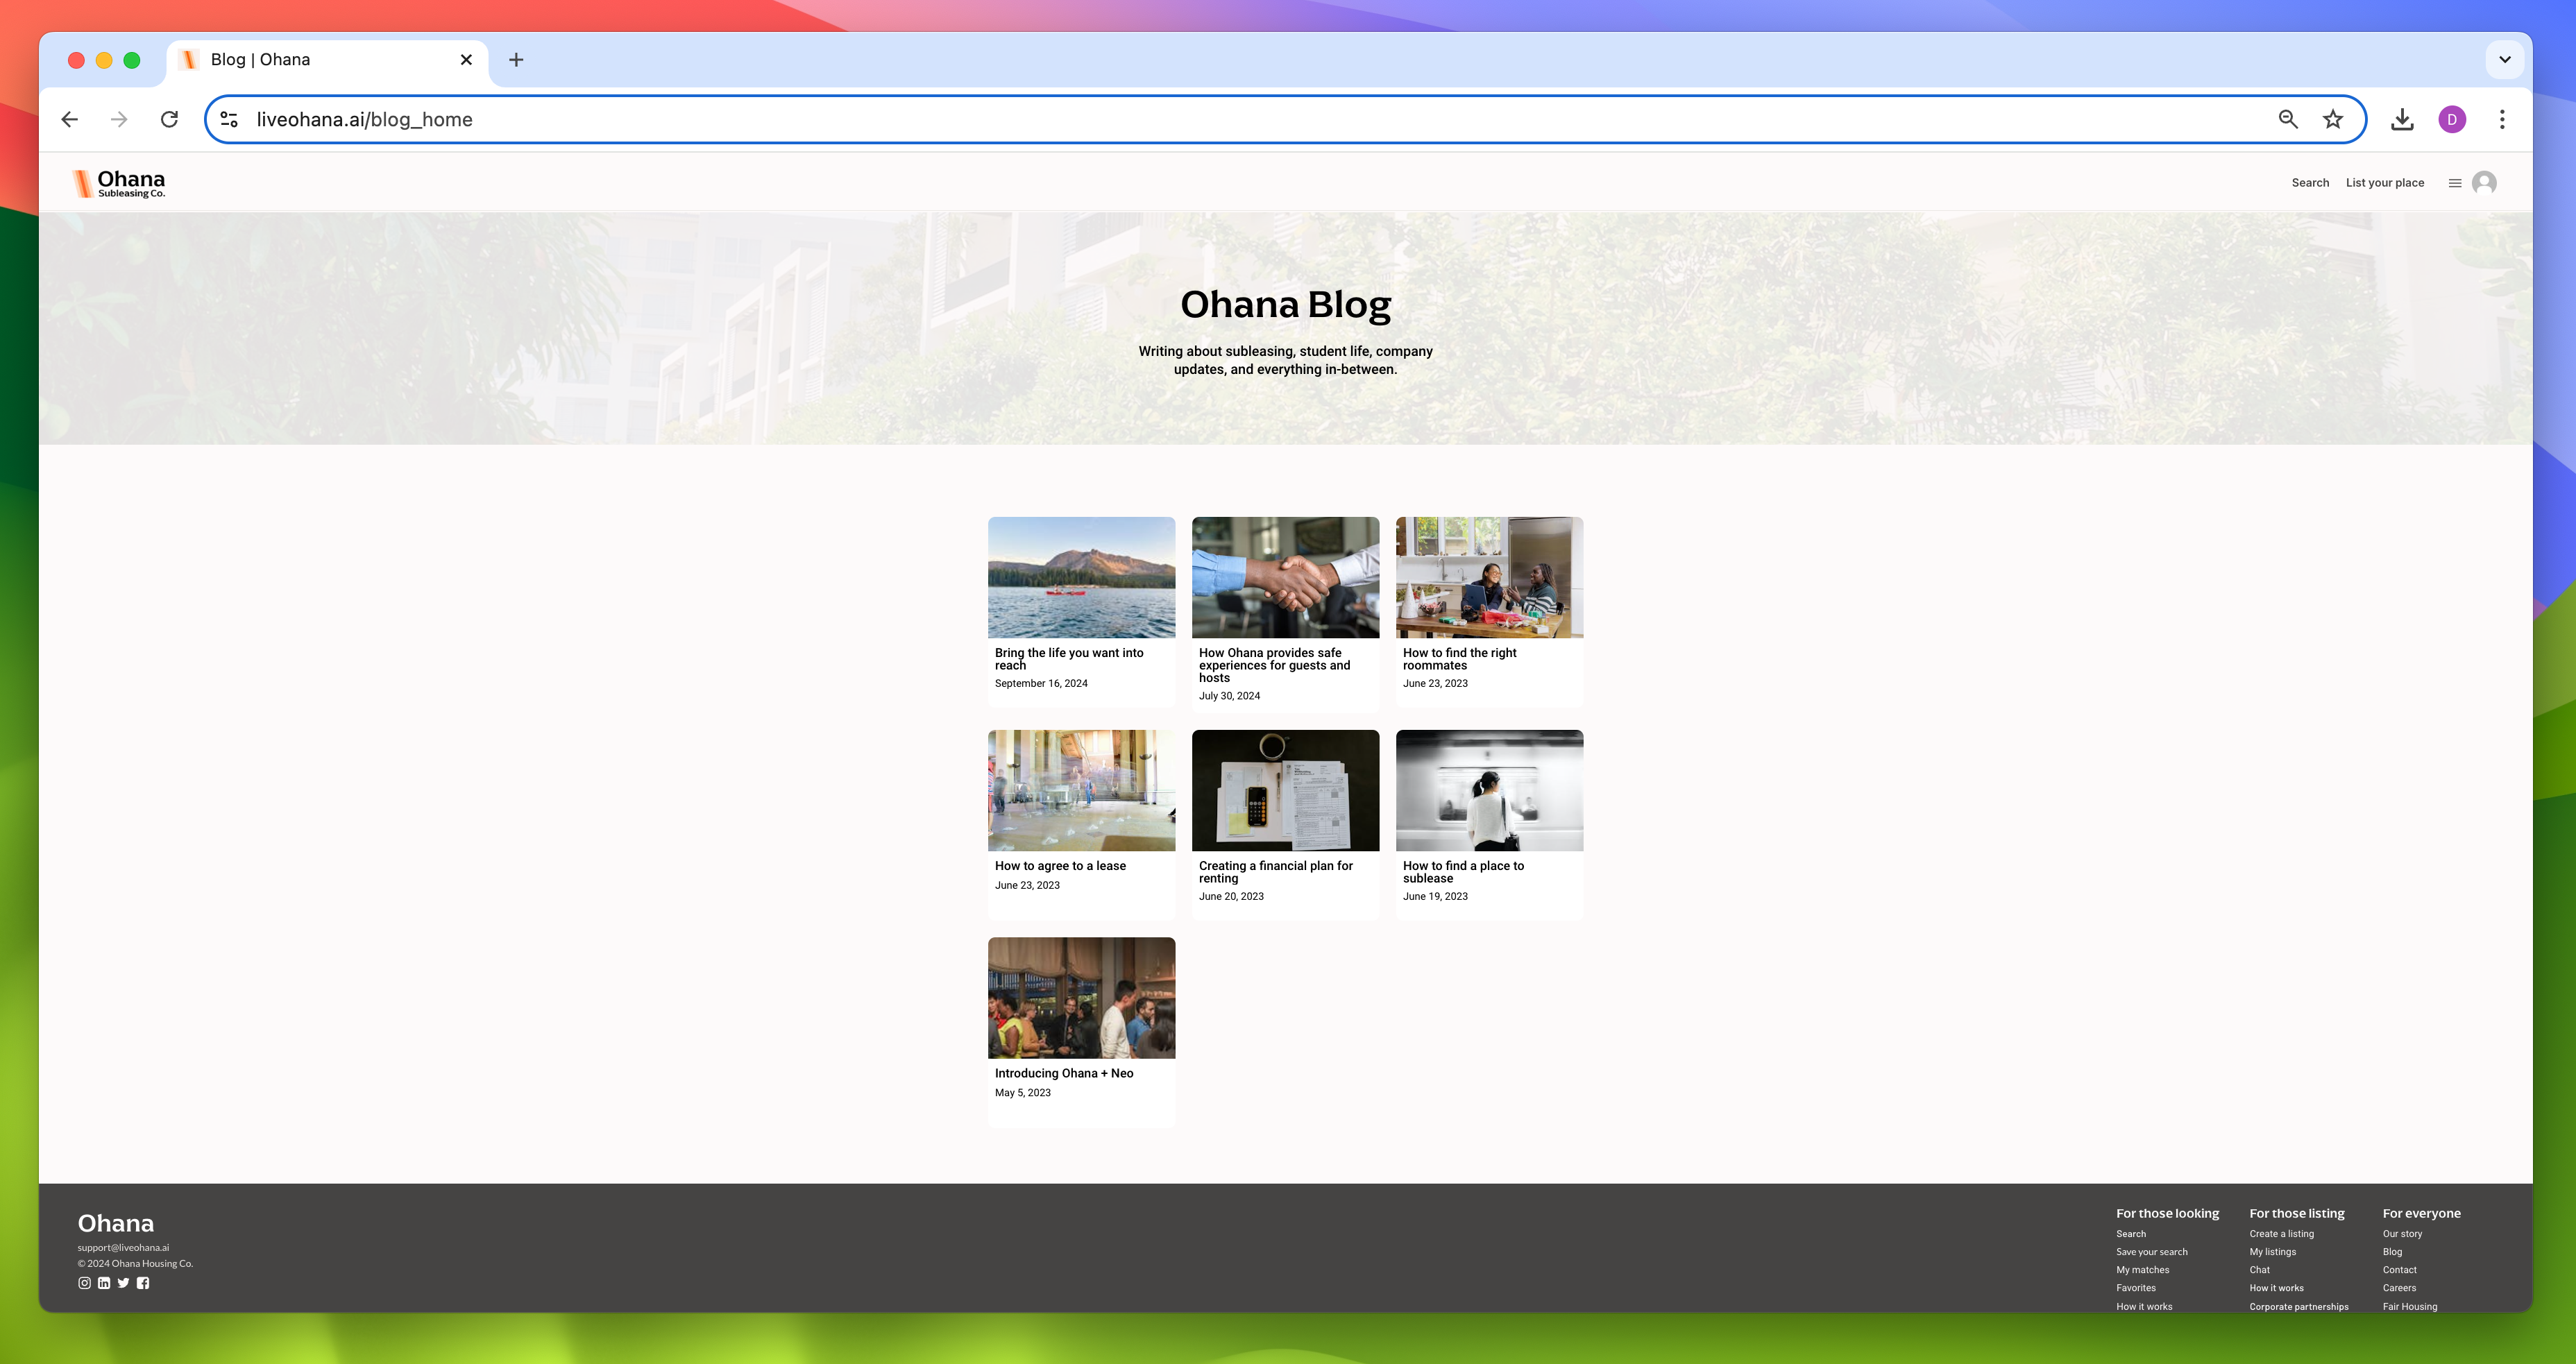 Blog | Ohana
liveohana.ai/blog_home
D
Ohana
Subleasing Co.
Search
List your place
Ohana Blog
Writing about subleasing, student life, company
updates, and everything in-between.
Bring the life you want into
reach
September 16, 2024
How Ohana provides safe
experiences for guests and
hosts
July 30, 2024
How to find the right
roommates
June 23, 2023
How to agree to a lease
June 23, 2023
Creating a financial plan for
renting
June 20, 2023
How to find a place to
sublease
June 19, 2023
Introducing Ohana + Neo
May 5, 2023
Ohana
support@liveohana.ai
© 2024 Ohana Housing Co.
For those looking
Search
Save your search
My matches
Favorites
How it works
For those listing
Create a listing
My listings
Chat
How it works
Corporate partnerships
For everyone
Our story
Blog
Contact
Careers
Fair Housing